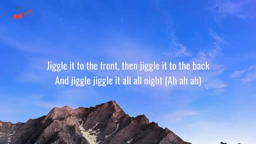 Jiggle it to the front, then jiggle it to the back
And jiggle jiggle it all all night (Ah ah ah)